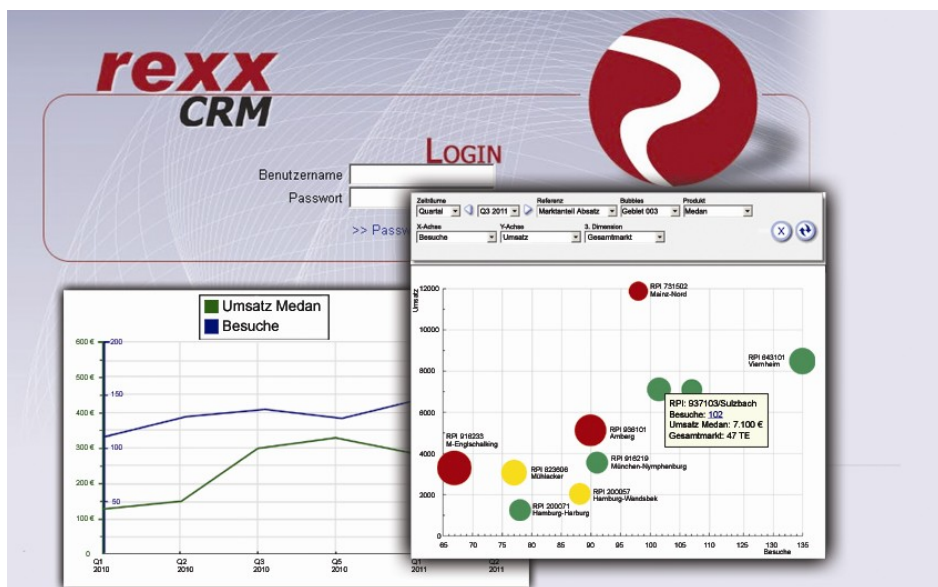 rexx
CRM
LOGIN
Benutzername
Passwort
>> Passw
Zeiträume
Referenz
Bubbles
Produkt
Quartal
Q3 2011
Marktanteil Absatz
Gebiet 003
Medan
X-Achse
Y-Achse
3. Dimension
Besuche
Umsatz
Gesamtmarkt
X
Umsatz Medan
Besuche
600 €
400 €
300 €
200 €
100 €
0
200
150
100
50
Q1
2010
Q2
2010
Q3
2010
Q5
2010
Q1
2011
Q2
2011
Umsatz
12000
10000
8000
6000
4000
2000
0
RPI 731502
Mainz-Nord
RPI 643101
Viernheim
RPI: 937103/Sulzbach
Besuche: 102
Umsatz Medan: 7.100 €
Gesamtmarkt: 47 TE
RPI 936101
Amberg
RPI 916233
M-Englschalking
RPI 916219
München-Nymphenburg
RPI 823606
Mühlacker
RPI 200057
Hamburg-Wandsbek
RPI 200071
Hamburg-Harburg
65 70 75 80 85 90 95 100 105 110 125 130 135
Besuche